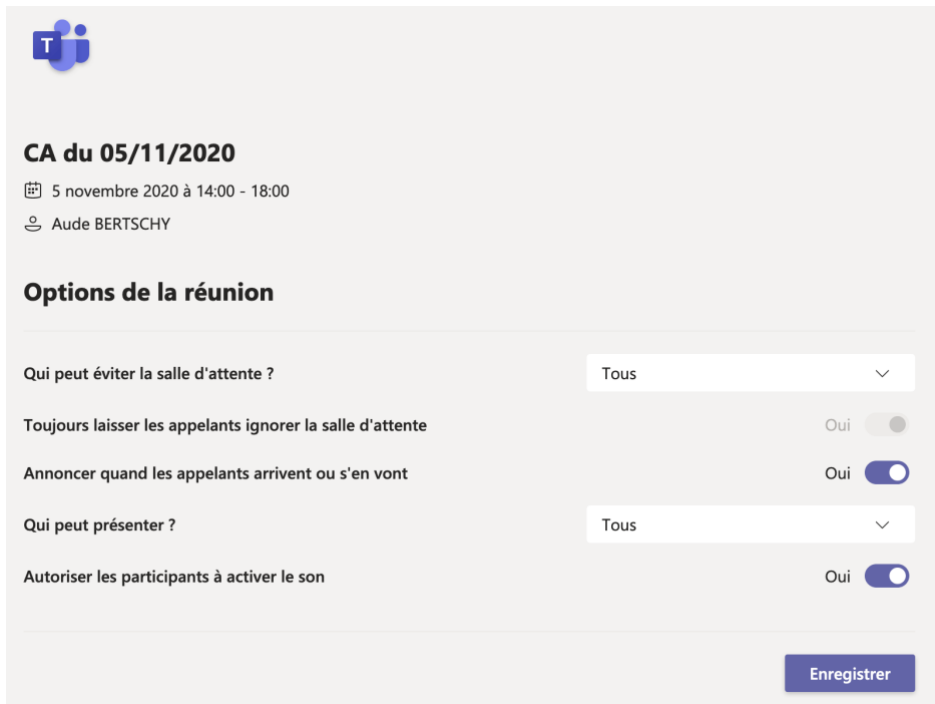 T
CA du 05/11/2020
5 novembre 2020 à 14:00 - 18:00
Aude BERTSCHY
Options de la réunion
Qui peut éviter la salle d'attente ? Tous
Toujours laisser les appelants ignorer la salle d'attente Oui
Annoncer quand les appelants arrivent ou s'en vont Oui
Qui peut présenter ? Tous
Autoriser les participants à activer le son Oui
Enregistrer